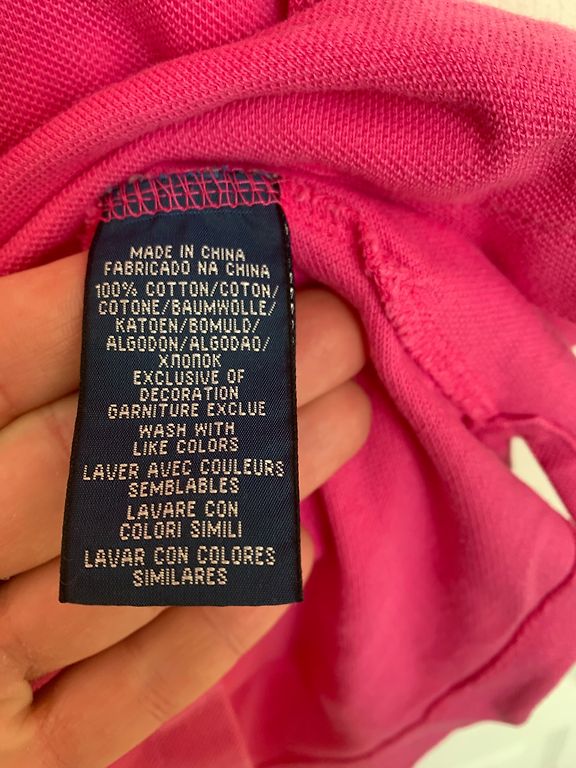 MADE IN CHINA
FABRICADO NA CHINA
100% COTTON/COTON/
COTONE/BAUMWOLLE/
KATOEN/BOMULD/
ALGODON/ALGODAO/
ХЛОПОК
EXCLUSIVE OF
DECORATION
GARNITURE EXCLUE
WASH WITH
LIKE COLORS
LAVER AVEC COULEURS
SEMBLABLES
LAVARE CON
COLORI SIMILI
LAVAR CON COLORES
SIMILARES